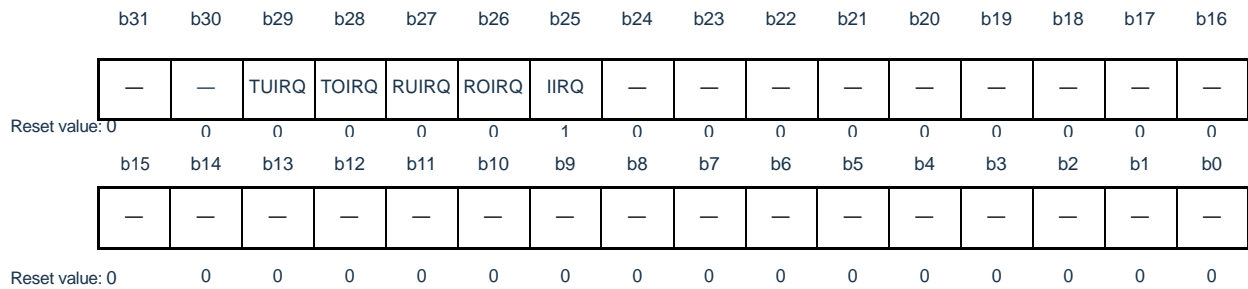 b31 b30 b29 b28 b27 b26 b25 b24 b23 b22 b21 b20 b19 b18 b17 b16
— — TUIRQ TOIRQ RUIRQ ROIRQ IIRQ — — — — — — — — —
Reset value: 0 0 0 0 0 0 1 0 0 0 0 0 0 0 0 0
b15 b14 b13 b12 b11 b10 b9 b8 b7 b6 b5 b4 b3 b2 b1 b0
— — — — — — — — — — — — — — — —
Reset value: 0 0 0 0 0 0 0 0 0 0 0 0 0 0 0 0